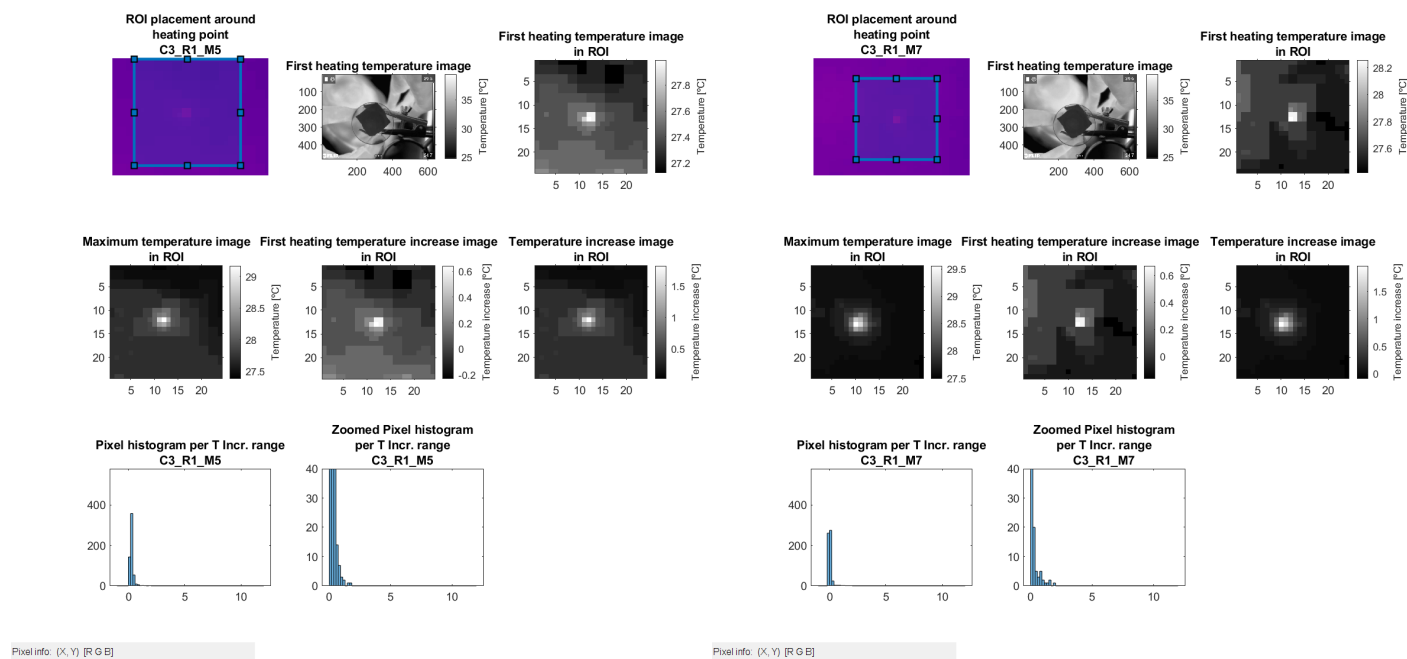 ROI placement around
heating point
C3_R1_M5
First heating temperature image
100
200
300
400
200 400 600
35
30
25
Temperature [ºC]
First heating temperature image
in ROI
5
10
15
20
5 10 15 20
27.8
27.6
27.4
27.2
Temperature [ºC]
Maximum temperature image
in ROI
5
10
15
20
5 10 15 20
29
28.5
28
27.5
Temperature [ºC]
First heating temperature increase image
in ROI
5
10
15
20
5 10 15 20
0.6
0.4
0.2
0
-0.2
Temperature increase [ºC]
Temperature increase image
in ROI
5
10
15
20
5 10 15 20
1.5
1
0.5
Temperature increase [ºC]
Pixel histogram per T Incr. range
C3_R1_M5
400
200
0
0 5 10
Zoomed Pixel histogram
per T Incr. range
C3_R1_M5
40
30
20
10
0
0 5 10
Pixel info: (X, Y) [R G B]
ROI placement around
heating point
C3_R1_M7
First heating temperature image
100
200
300
400
200 400 600
35
30
25
Temperature [ºC]
First heating temperature image
in ROI
5
10
15
20
5 10 15 20
28.2
28
27.8
27.6
Temperature [ºC]
Maximum temperature image
in ROI
5
10
15
20
5 10 15 20
29.5
29
28.5
28
27.5
Temperature [ºC]
First heating temperature increase image
in ROI
5
10
15
20
5 10 15 20
0.6
0.4
0.2
0
Temperature increase [ºC]
Temperature increase image
in ROI
5
10
15
20
5 10 15 20
1.5
1
0.5
0
Temperature increase [ºC]
Pixel histogram per T Incr. range
C3_R1_M7
400
200
0
0 5 10
Zoomed Pixel histogram
per T Incr. range
C3_R1_M7
40
30
20
10
0
0 5 10
Pixel info: (X, Y) [R G B]